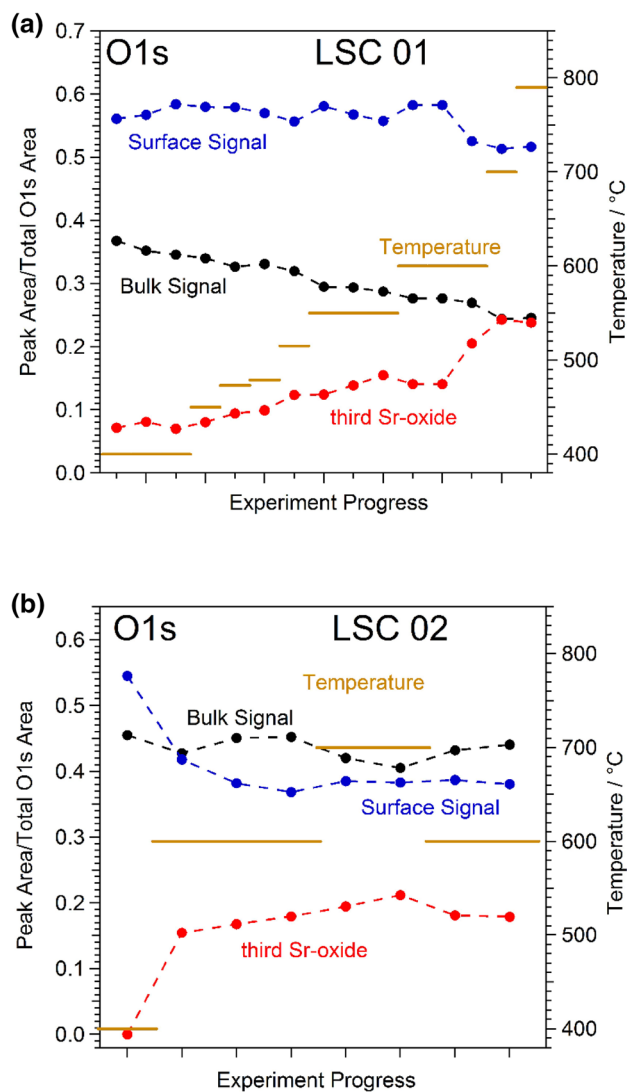 (a)
O1s
LSC 01
0.7
0.6
0.5
0.4
0.3
0.2
0.1
0.0
Peak Area/Total O1s Area
Surface Signal
Temperature
Bulk Signal
third Sr-oxide
800
700
600
500
400
Temperature / °C
Experiment Progress
(b)
O1s
LSC 02
0.6
0.5
0.4
0.3
0.2
0.1
0.0
Peak Area/Total O1s Area
Temperature
Bulk Signal
Surface Signal
third Sr-oxide
800
700
600
500
400
Temperature / °C
Experiment Progress